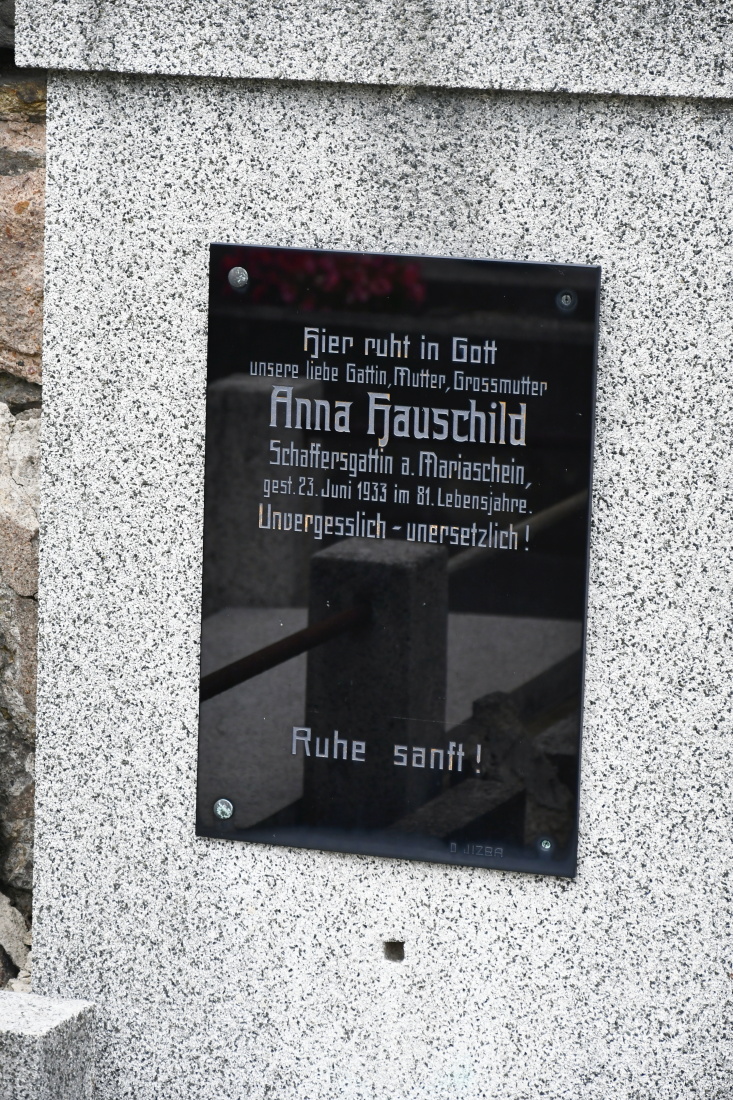 Hier ruht in Gott
unsere liebe Gattin, Mutter, Grossmutter
Anna Hauschild
Schaffersgattin a. Mariaschein,
gest. 23. Juni 1933 im 81. Lebensjahre.
Unvergesslich - unersetzlich!
Ruhe sanft!